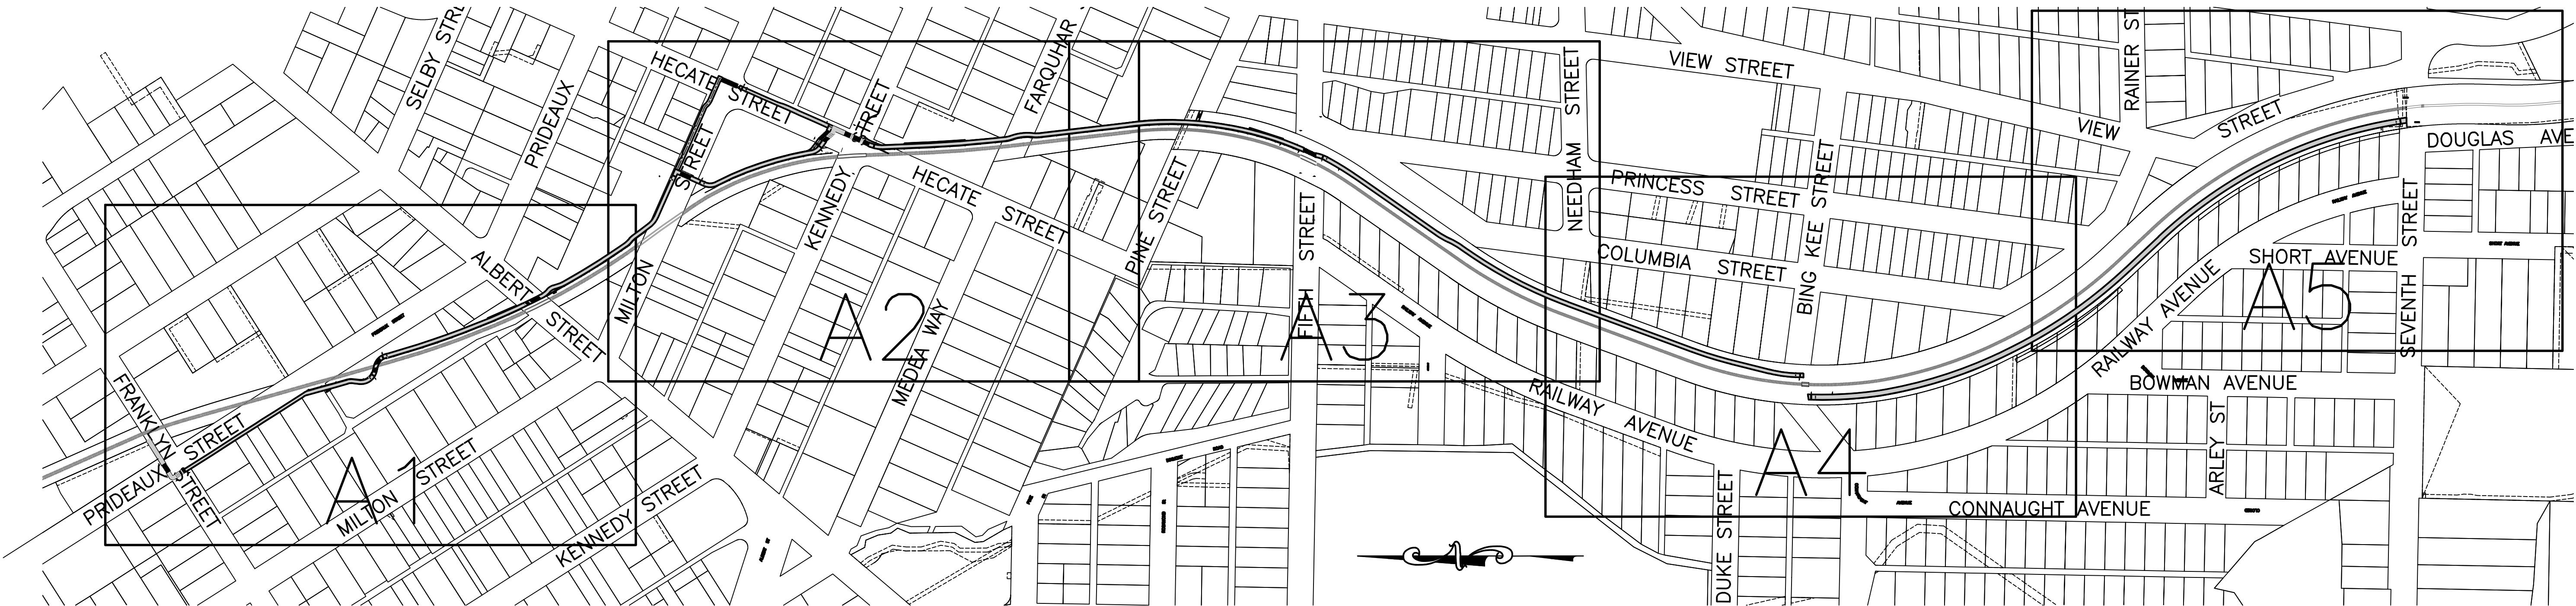 SELBY STRE
PRIDEAUX
HECATE STREET
STREET
STREET
FARQUHAR
NEEDHAM STREET
VIEW STREET
RAINER ST
VIEW STREET
DOUGLAS AVE
ALBERT STREET
MILTON
KENNEDY
HECATE STREET
MEDEA WAY
PINE STREET
FIFTH STREET
PRINCESS STREET
COLUMBIA STREET
BING KEE STREET
SHORT AVENUE
SEVENTH STREET
RAILWAY AVENUE
BOWMAN AVENUE
RAILWAY AVENUE
FRANKLYN STREET
PRIDEAUX STREET
MILTON STREET
KENNEDY STREET
DUKE STREET
ARLEY ST
CONNAUGHT AVENUE
A1
A2
A3
A4
A5
N